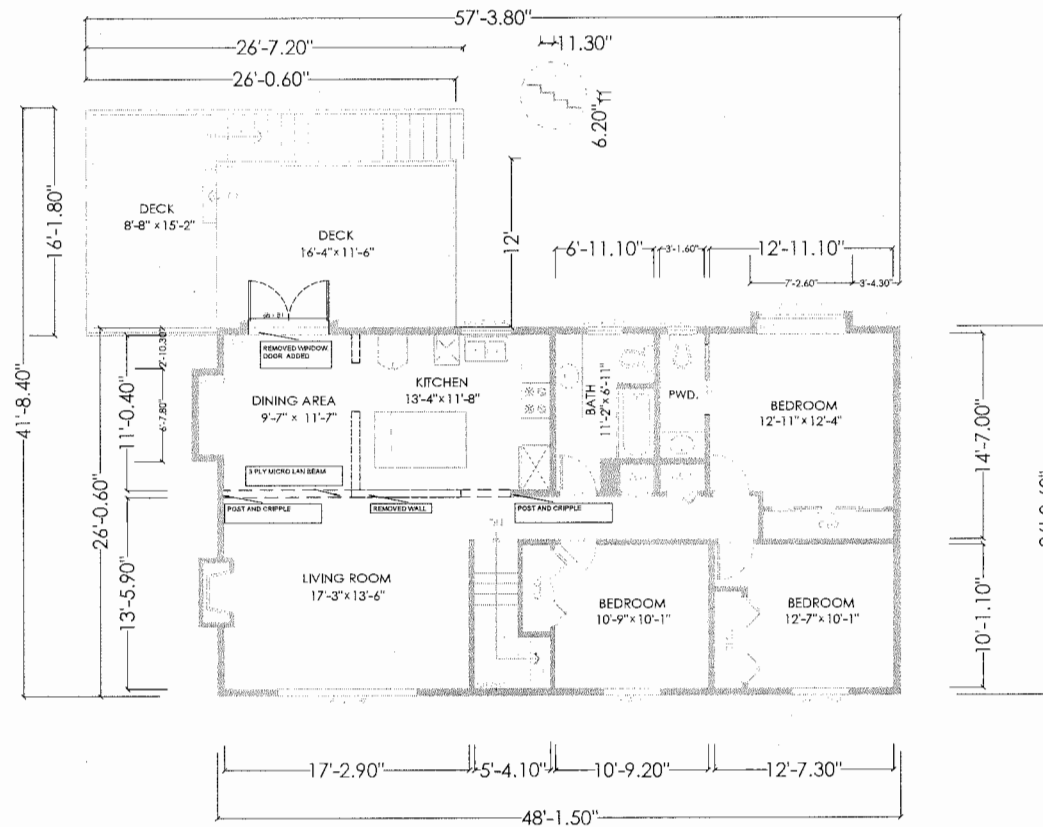 57'-3.80"
26'-7.20"
11.30"
26'-0.60"
6.20"
DECK
8'-8" x 15'-2"
DECK
16'-4" x 11'-6"
16'-1.80"
12'
6'-11.10"
3'-1.60"
12'-11.10"
7'-2.60"
3'-4.30"
41'-8.40"
26'-0.60"
11'-0.40"
2'-10.30"
6'-7.80"
13'-5.90"
REMOVED WINDOW.
DOOR ADDED
DINING AREA
9'-7" x 11'-7"
KITCHEN
13'-4" x 11'-8"
BATH
11'-2" x 6'-11"
PWD.
BEDROOM
12'-11" x 12'-4"
14'-7.00"
3 PLY MICRO LAN BEAM
POST AND CRIPPLE
REMOVED WALL
POST AND CRIPPLE
LIVING ROOM
17'-3" x 13'-6"
BEDROOM
10'-9" x 10'-1"
BEDROOM
12'-7" x 10'-1"
10'-1.10"
17'-2.90"
5'-4.10"
10'-9.20"
12'-7.30"
48'-1.50"